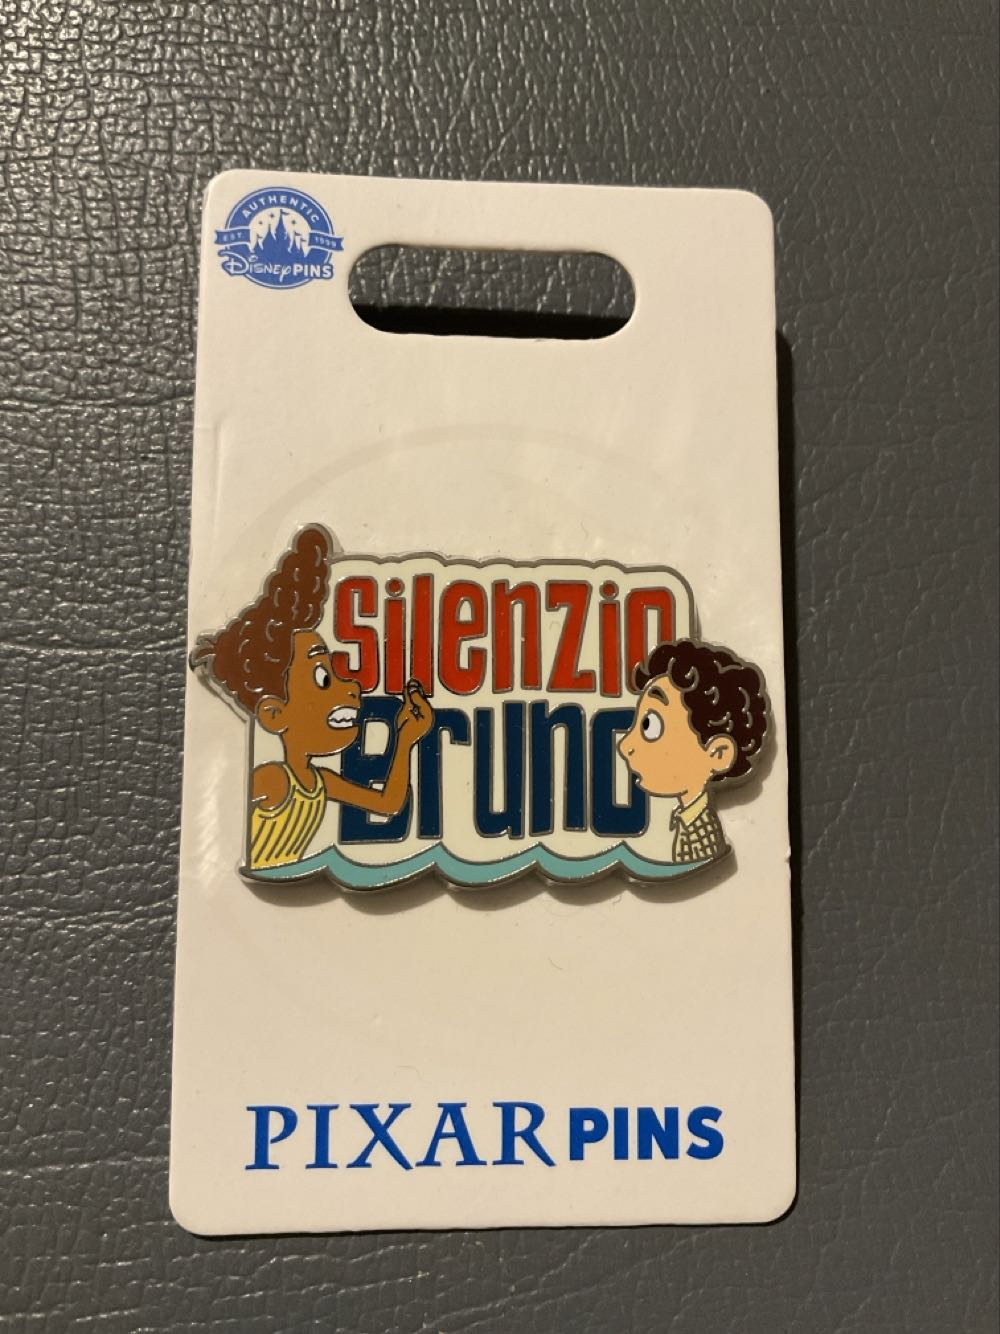 AUTHENTIC
EST. 1999
Disney PINS
Silenzio
Bruno
PIXAR PINS